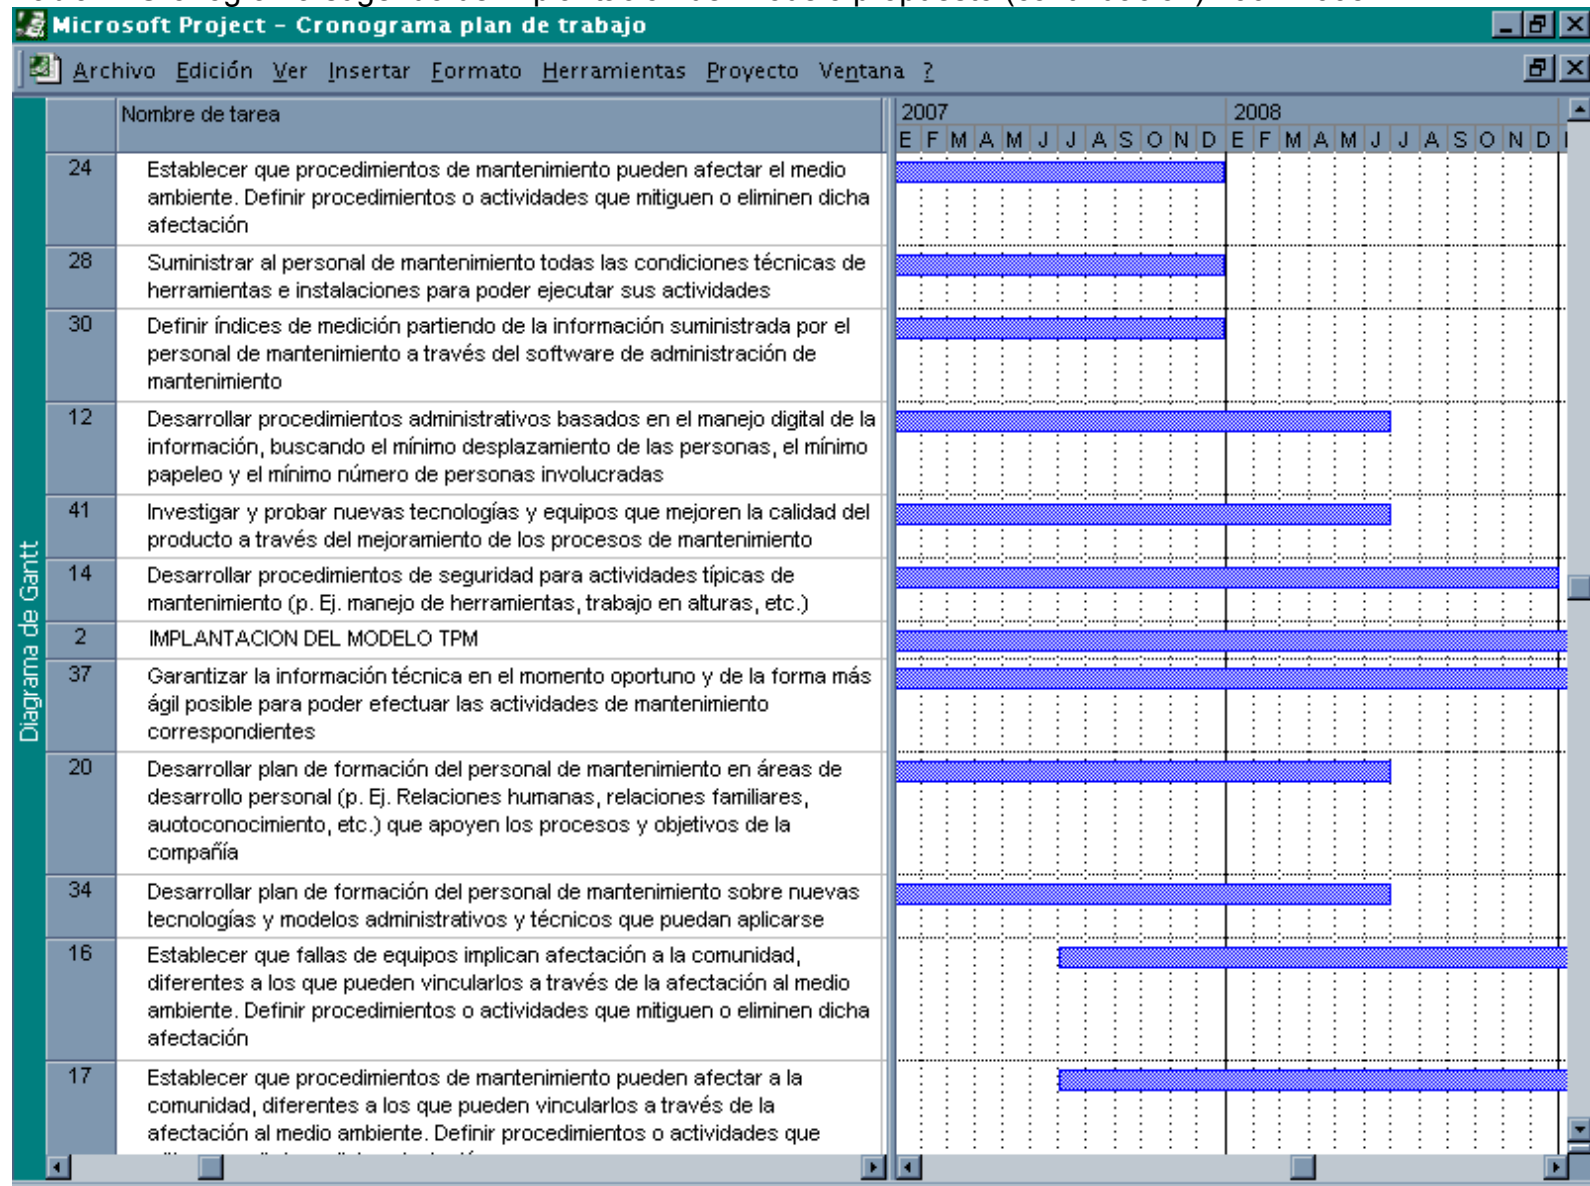 Microsoft Project - Cronograma plan de trabajo
Archivo Edición Ver Insertar Formato Herramientas Proyecto Ventana ?
Nombre de tarea
2007 2008
E F M A M J J A S O N D E F M A M J J A S O N D
24 Establecer que procedimientos de mantenimiento pueden afectar el medio
ambiente. Definir procedimientos o actividades que mitiguen o eliminen dicha
afectación
28 Suministrar al personal de mantenimiento todas las condiciones técnicas de
herramientas e instalaciones para poder ejecutar sus actividades
30 Definir índices de medición partiendo de la información suministrada por el
personal de mantenimiento a través del software de administración de
mantenimiento
12 Desarrollar procedimientos administrativos basados en el manejo digital de la
información, buscando el mínimo desplazamiento de las personas, el mínimo
papeleo y el mínimo número de personas involucradas
41 Investigar y probar nuevas tecnologías y equipos que mejoren la calidad del
producto a través del mejoramiento de los procesos de mantenimiento
14 Desarrollar procedimientos de seguridad para actividades típicas de
mantenimiento (p. Ej. manejo de herramientas, trabajo en alturas, etc.)
2 IMPLANTACION DEL MODELO TPM
37 Garantizar la información técnica en el momento oportuno y de la forma más
ágil posible para poder efectuar las actividades de mantenimiento
correspondientes
20 Desarrollar plan de formación del personal de mantenimiento en áreas de
desarrollo personal (p. Ej. Relaciones humanas, relaciones familiares,
auotoconocimiento, etc.) que apoyen los procesos y objetivos de la
compañía
34 Desarrollar plan de formación del personal de mantenimiento sobre nuevas
tecnologías y modelos administrativos y técnicos que puedan aplicarse
16 Establecer que fallas de equipos implican afectación a la comunidad,
diferentes a los que pueden vincularlos a través de la afectación al medio
ambiente. Definir procedimientos o actividades que mitiguen o eliminen dicha
afectación
17 Establecer que procedimientos de mantenimiento pueden afectar a la
comunidad, diferentes a los que pueden vincularlos a través de la
afectación al medio ambiente. Definir procedimientos o actividades que
Diagrama de Gantt